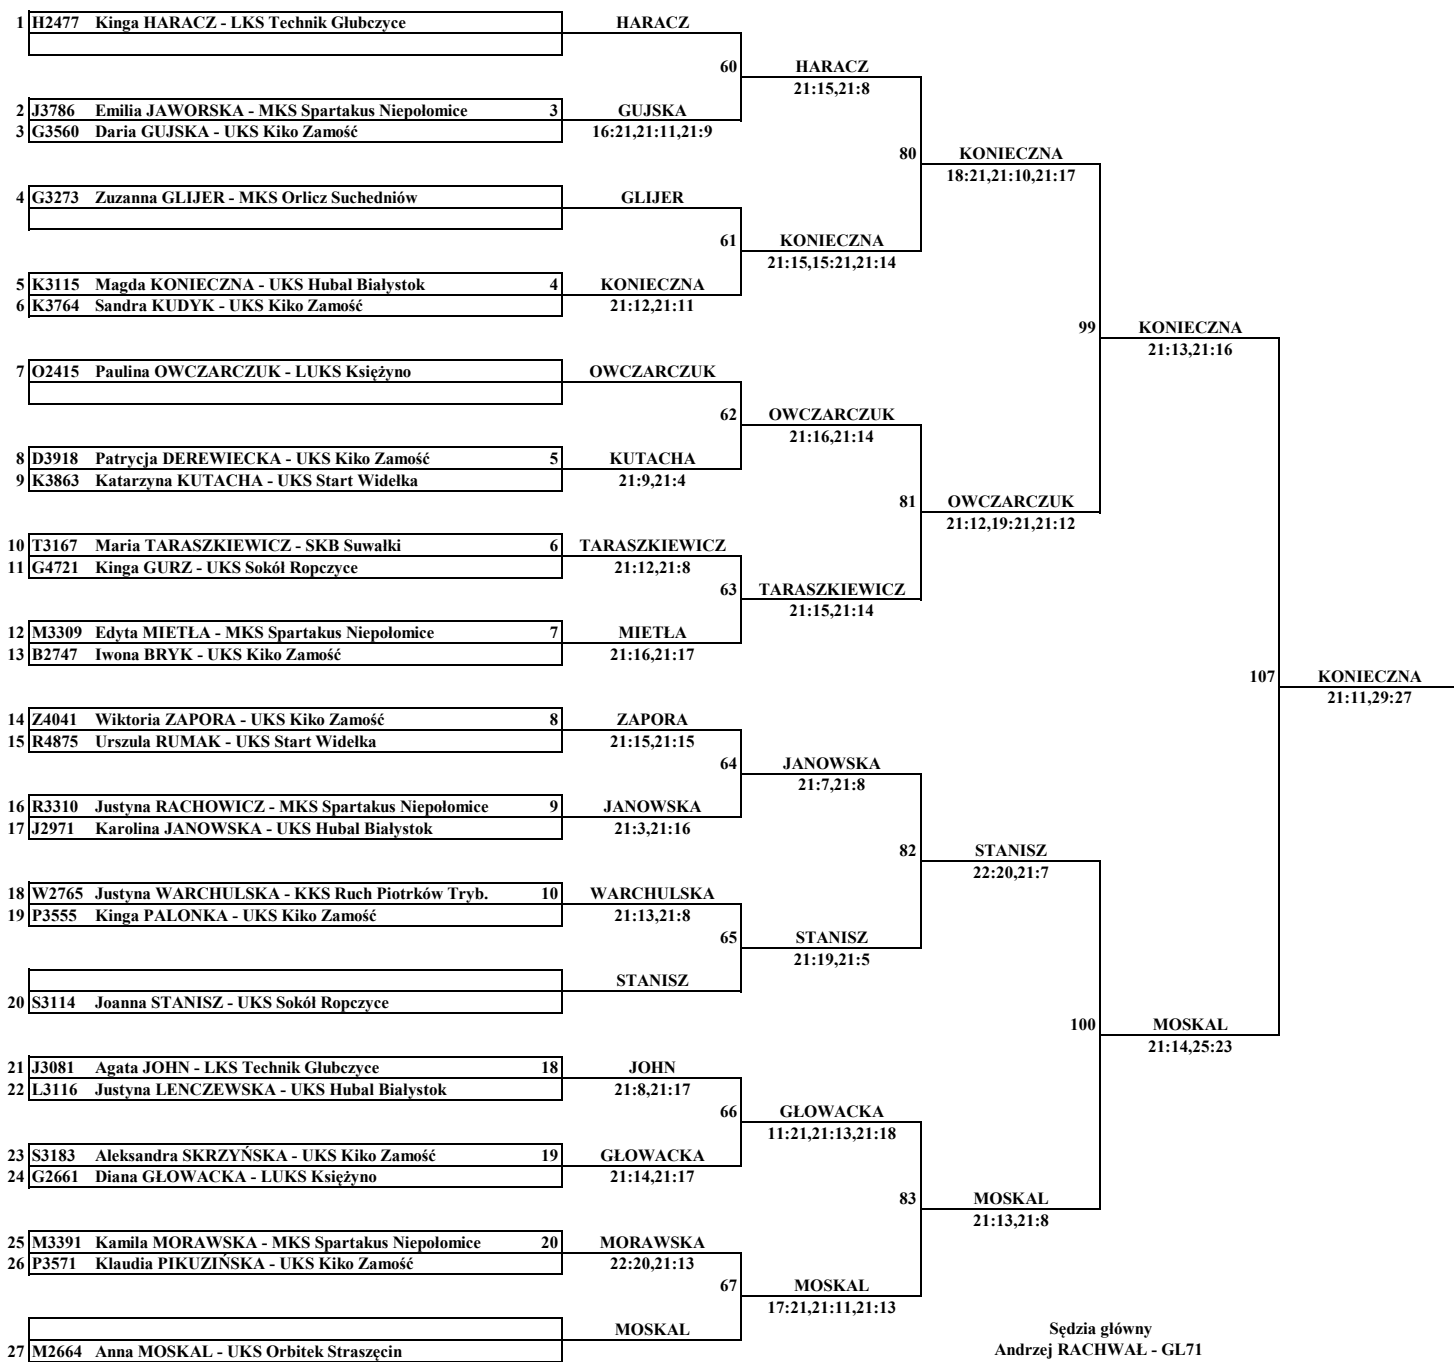 1 H2477 Kinga HARACZ - LKS Technik Głubczyce HARACZ
60 HARACZ
21:15,21:8
2 J3786 Emilia JAWORSKA - MKS Spartakus Niepołomice 3 GUJSKA
3 G3560 Daria GUJSKA - UKS Kiko Zamość 16:21,21:11,21:9
80 KONIECZNA
18:21,21:10,21:17
4 G3273 Zuzanna GLIJER - MKS Orlicz Suchedniów GLIJER
61 KONIECZNA
21:15,15:21,21:14
5 K3115 Magda KONIECZNA - UKS Hubal Białystok 4 KONIECZNA
6 K3764 Sandra KUDYK - UKS Kiko Zamość 21:12,21:11
99 KONIECZNA
21:13,21:16
7 O2415 Paulina OWCZARCZUK - LUKS Księżyno OWCZARCZUK
62 OWCZARCZUK
21:16,21:14
8 D3918 Patrycja DEREWIECKA - UKS Kiko Zamość 5 KUTACHA
9 K3863 Katarzyna KUTACHA - UKS Start Widełka 21:9,21:4
81 OWCZARCZUK
21:12,19:21,21:12
10 T3167 Maria TARASZKIEWICZ - SKB Suwałki 6 TARASZKIEWICZ
11 G4721 Kinga GURZ - UKS Sokół Ropczyce 21:12,21:8
63 TARASZKIEWICZ
21:15,21:14
12 M3309 Edyta MIETŁA - MKS Spartakus Niepołomice 7 MIETŁA
13 B2747 Iwona BRYK - UKS Kiko Zamość 21:16,21:17
107 KONIECZNA
21:11,29:27
14 Z4041 Wiktoria ZAPORA - UKS Kiko Zamość 8 ZAPORA
15 R4875 Urszula RUMAK - UKS Start Widełka 21:15,21:15
64 JANOWSKA
21:7,21:8
16 R3310 Justyna RACHOWICZ - MKS Spartakus Niepołomice 9 JANOWSKA
17 J2971 Karolina JANOWSKA - UKS Hubal Białystok 21:3,21:16
82 STANISZ
22:20,21:7
18 W2765 Justyna WARCHULSKA - KKS Ruch Piotrków Tryb. 10 WARCHULSKA
19 P3555 Kinga PALONKA - UKS Kiko Zamość 21:13,21:8
65 STANISZ
21:19,21:5
STANISZ
20 S3114 Joanna STANISZ - UKS Sokół Ropczyce
100 MOSKAL
21:14,25:23
21 J3081 Agata JOHN - LKS Technik Głubczyce 18 JOHN
22 L3116 Justyna LENCZEWSKA - UKS Hubal Białystok 21:8,21:17
66 GŁOWACKA
11:21,21:13,21:18
23 S3183 Aleksandra SKRZYŃSKA - UKS Kiko Zamość 19 GŁOWACKA
24 G2661 Diana GŁOWACKA - LUKS Księżyno 21:14,21:17
83 MOSKAL
21:13,21:8
25 M3391 Kamila MORAWSKA - MKS Spartakus Niepołomice 20 MORAWSKA
26 P3571 Klaudia PIKUZIŃSKA - UKS Kiko Zamość 22:20,21:13
67 MOSKAL
17:21,21:11,21:13
MOSKAL Sędzia główny
27 M2664 Anna MOSKAL - UKS Orbitek Straszęcin Andrzej RACHWAŁ - GL71